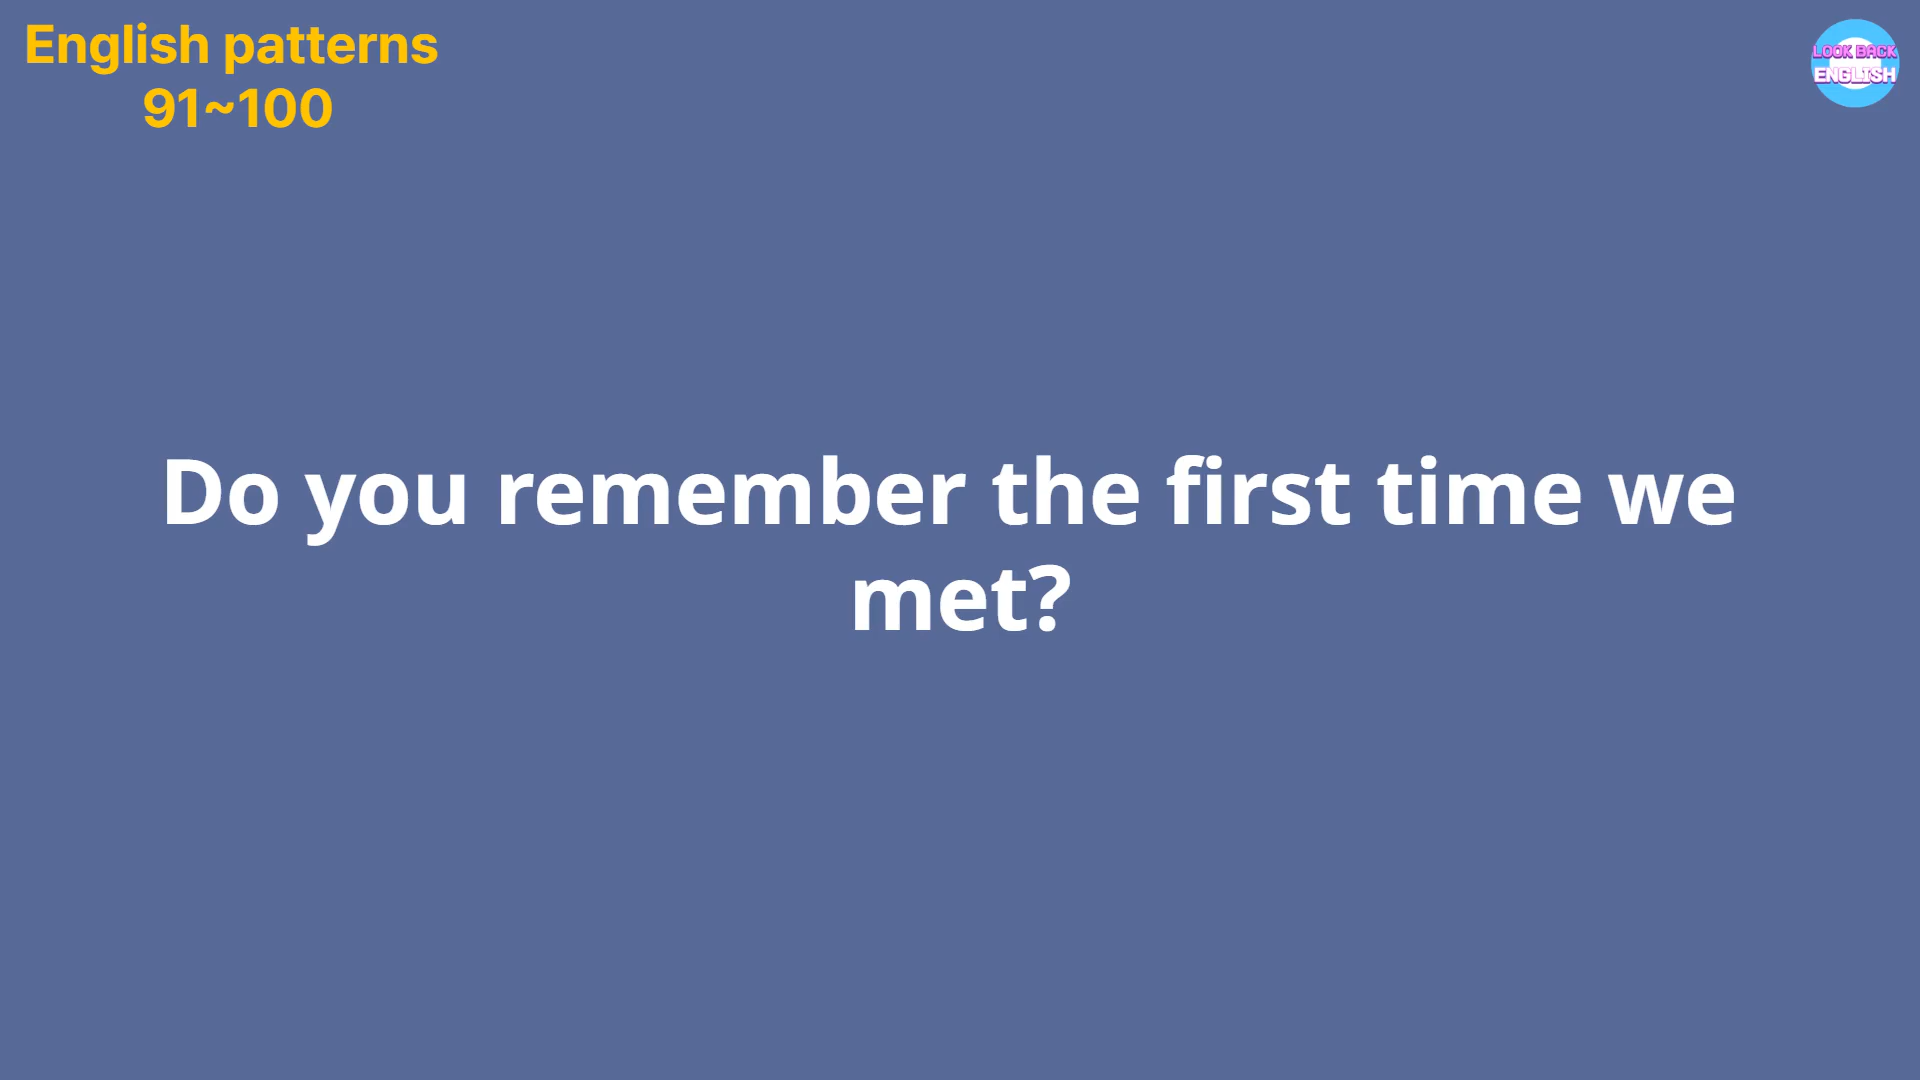 English patterns
91~100
LOOK BACK
ENGLISH
Do you remember the first time we
met?